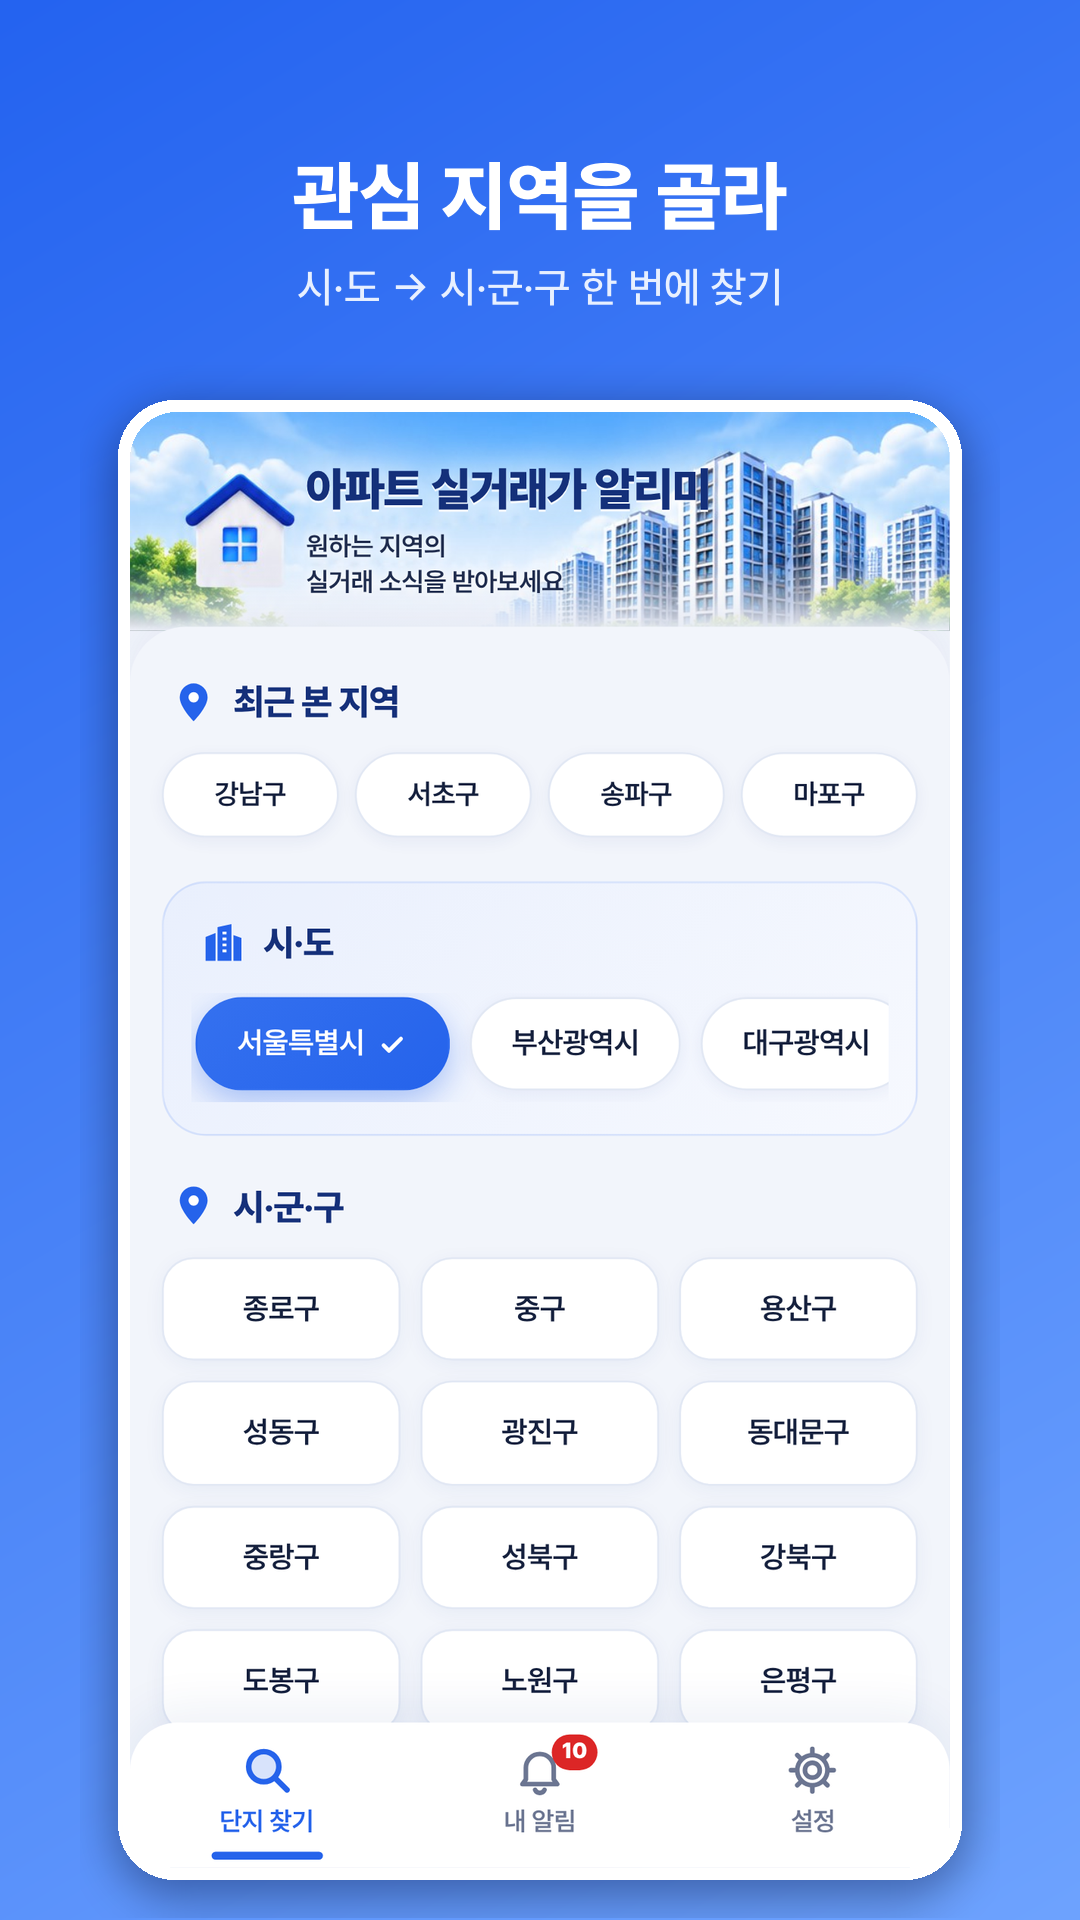 관심 지역을 골라
시·도 → 시·군·구 한 번에 찾기
아파트 실거래가 알리미
원하는 지역의
실거래 소식을 받아보세요
최근 본 지역
강남구 서초구 송파구 마포구
시·도
서울특별시 부산광역시 대구광역시
시·군·구
종로구 중구 용산구
성동구 광진구 동대문구
중랑구 성북구 강북구
도봉구 노원구 은평구
10
단지 찾기 내 알림 설정